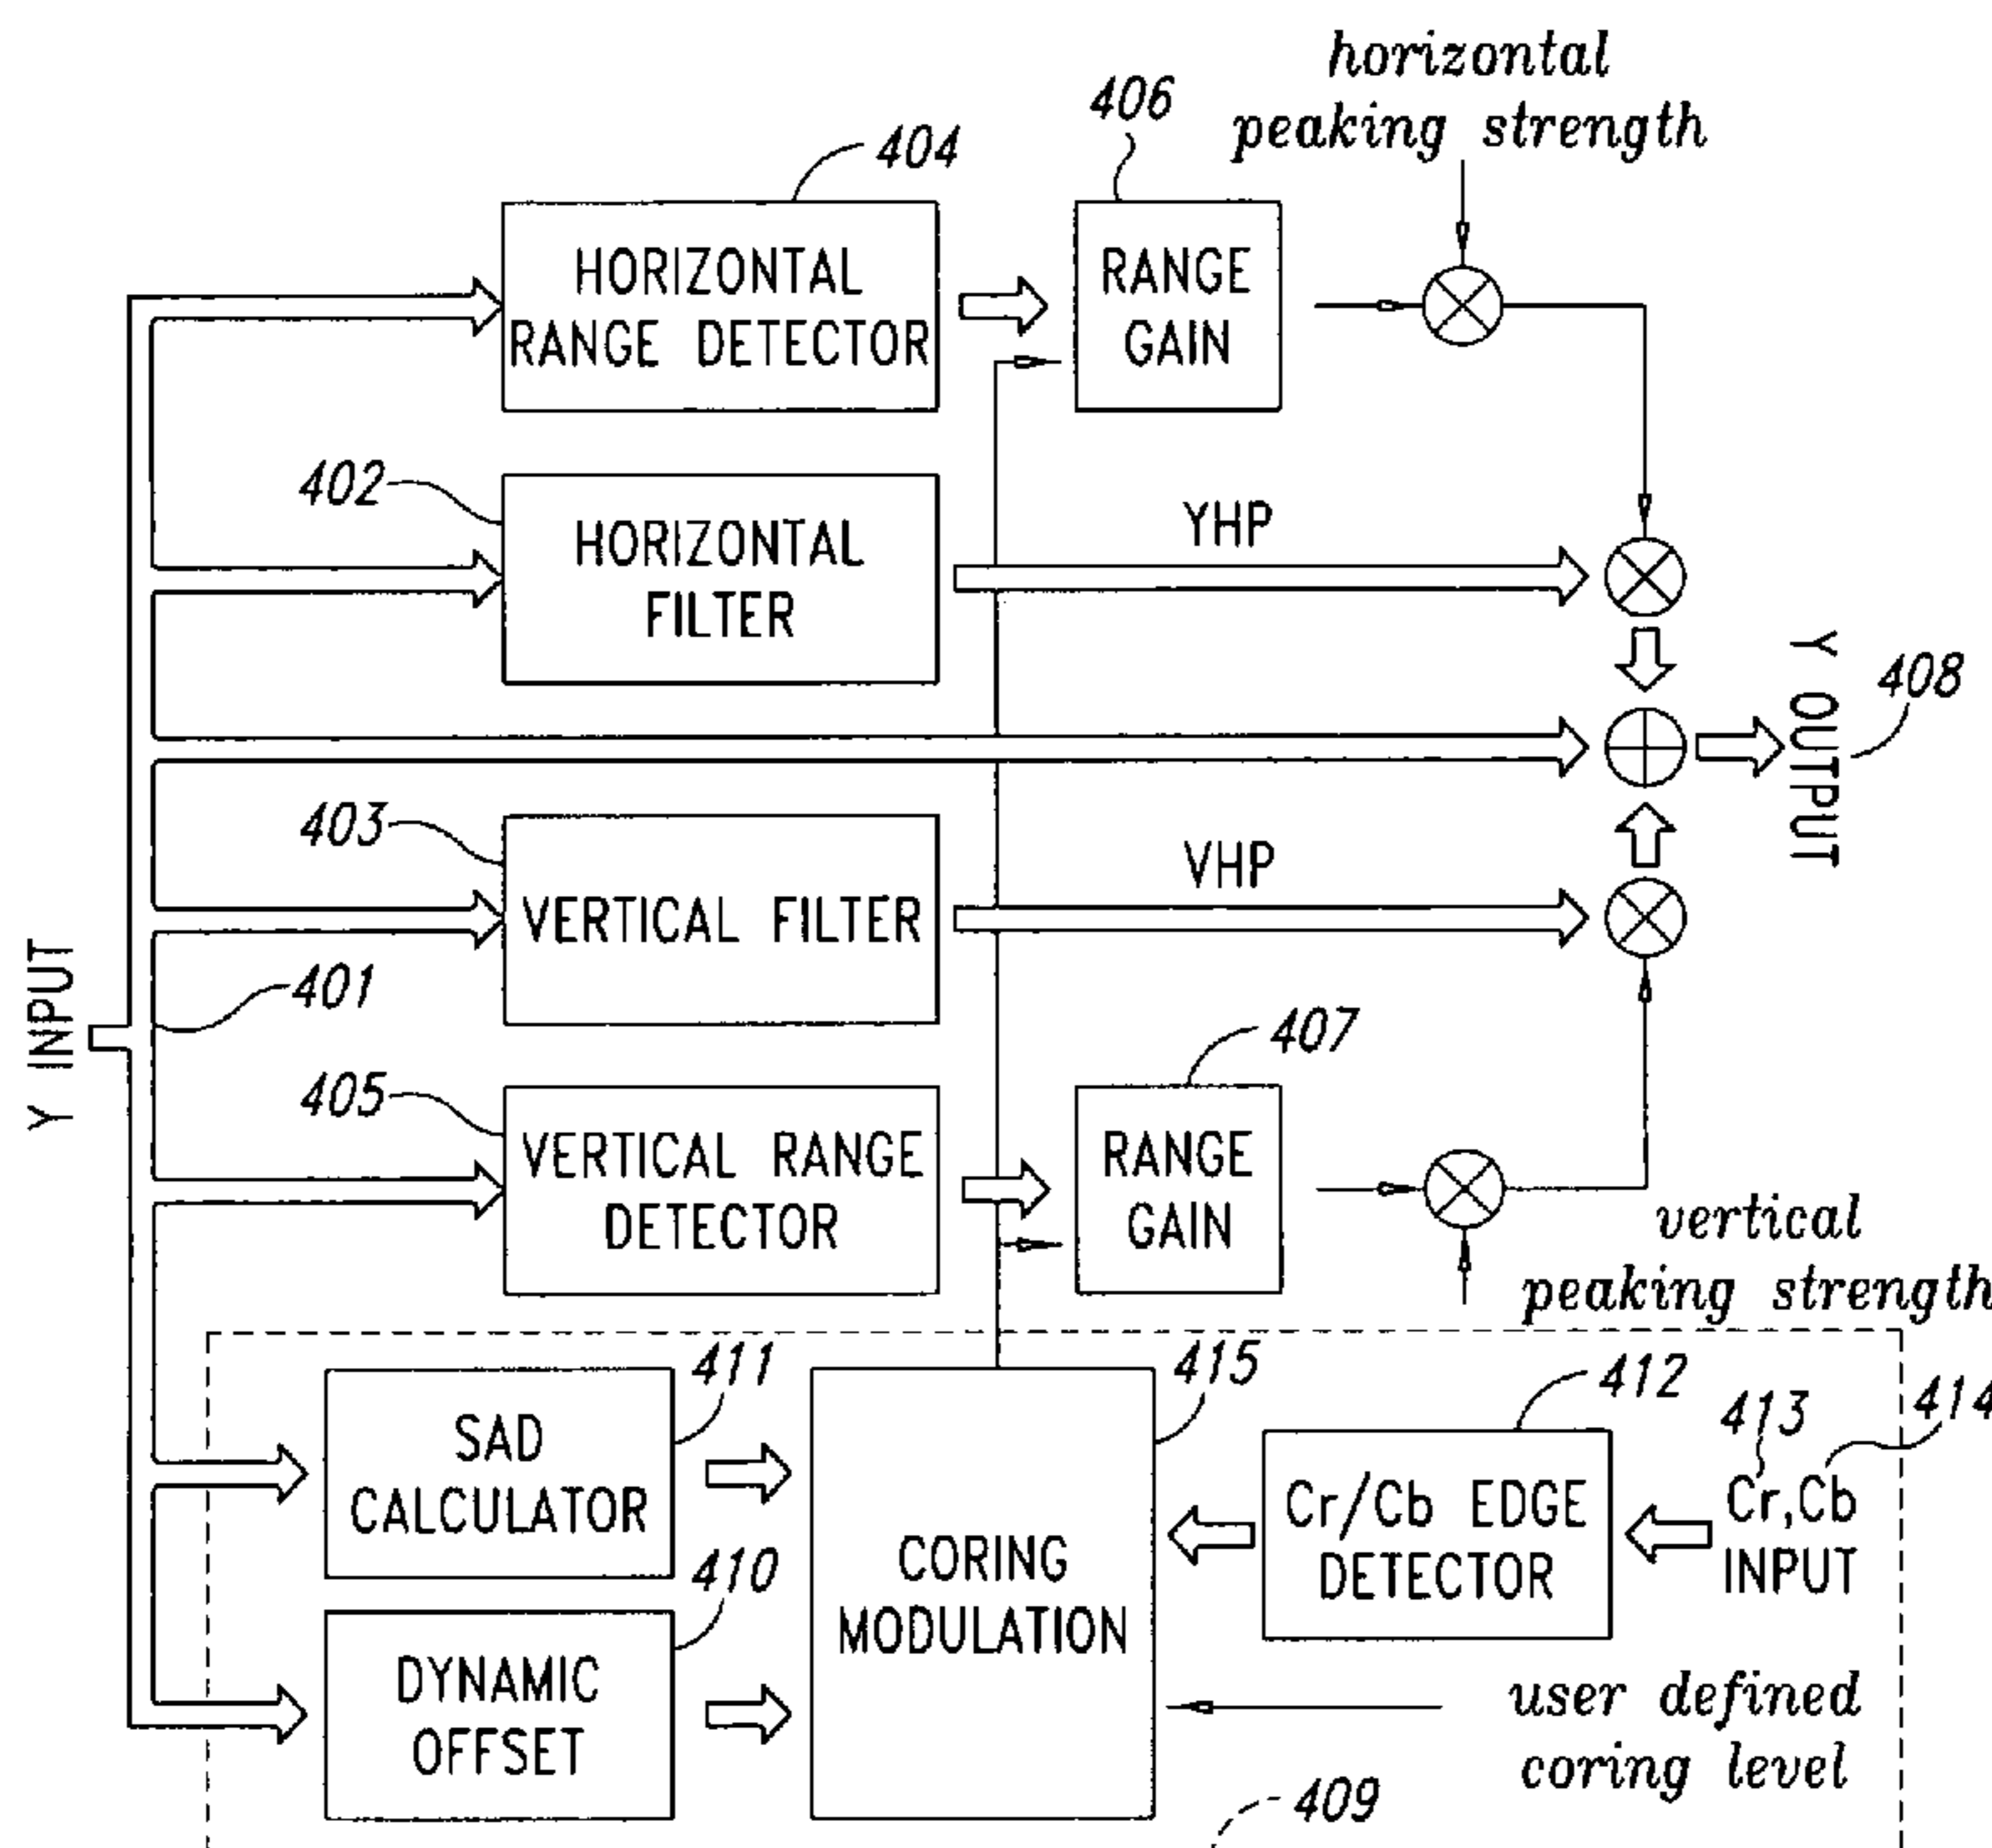 horizontal
peaking strength
406
404
HORIZONTAL
RANGE DETECTOR
RANGE
GAIN
402
HORIZONTAL
FILTER
YHP
Y OUTPUT
408
403
VERTICAL FILTER
VHP
Y INPUT
401
407
405
VERTICAL RANGE
DETECTOR
RANGE
GAIN
vertical
peaking strength
411
SAD
CALCULATOR
415
412
413
414
Cr/Cb EDGE
DETECTOR
Cr,Cb
INPUT
410
CORING
MODULATION
DYNAMIC
OFFSET
user defined
coring level
409